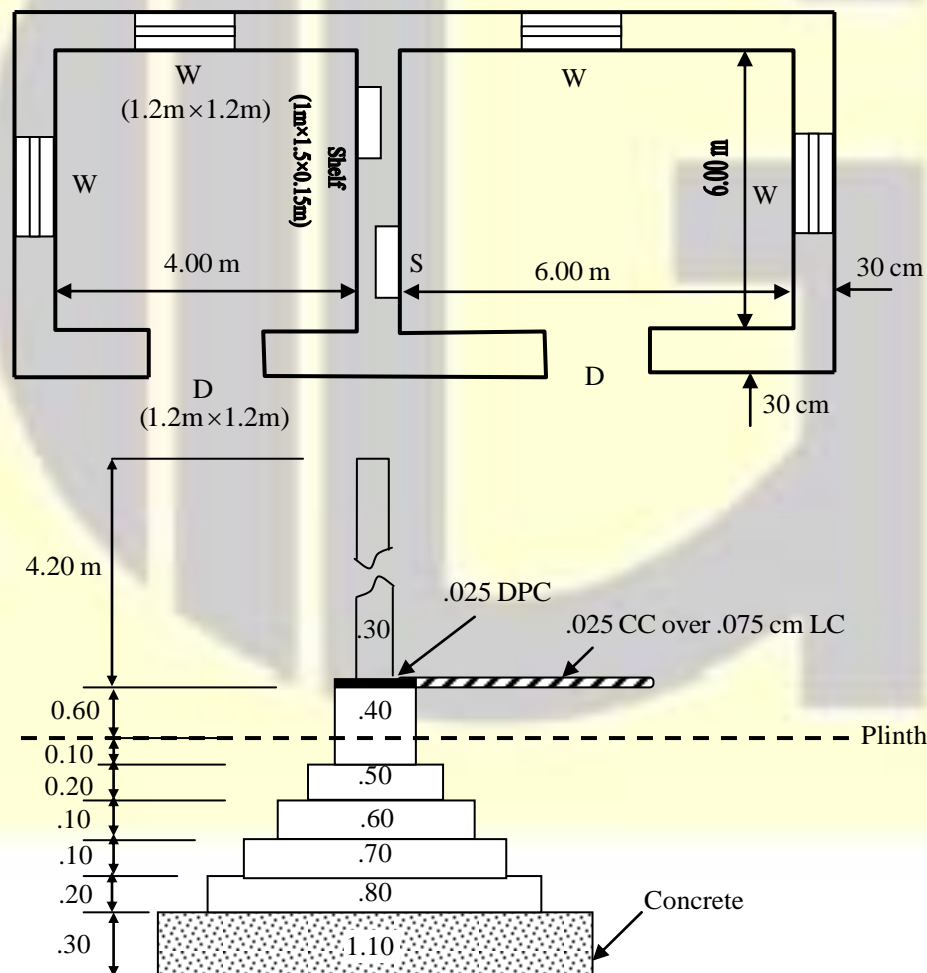 W
(1.2m×1.2m)
W
Shelf
(1m×1.5×0.15m)
W
6.00 m
W
4.00 m
S
6.00 m
30 cm
D
(1.2m×1.2m)
D
30 cm
4.20 m
.025 DPC
.30
.025 CC over .075 cm LC
0.60
.40
Plinth
0.10
.50
0.20
.60
.10
.70
.10
.80
.20
Concrete
.30
1.10